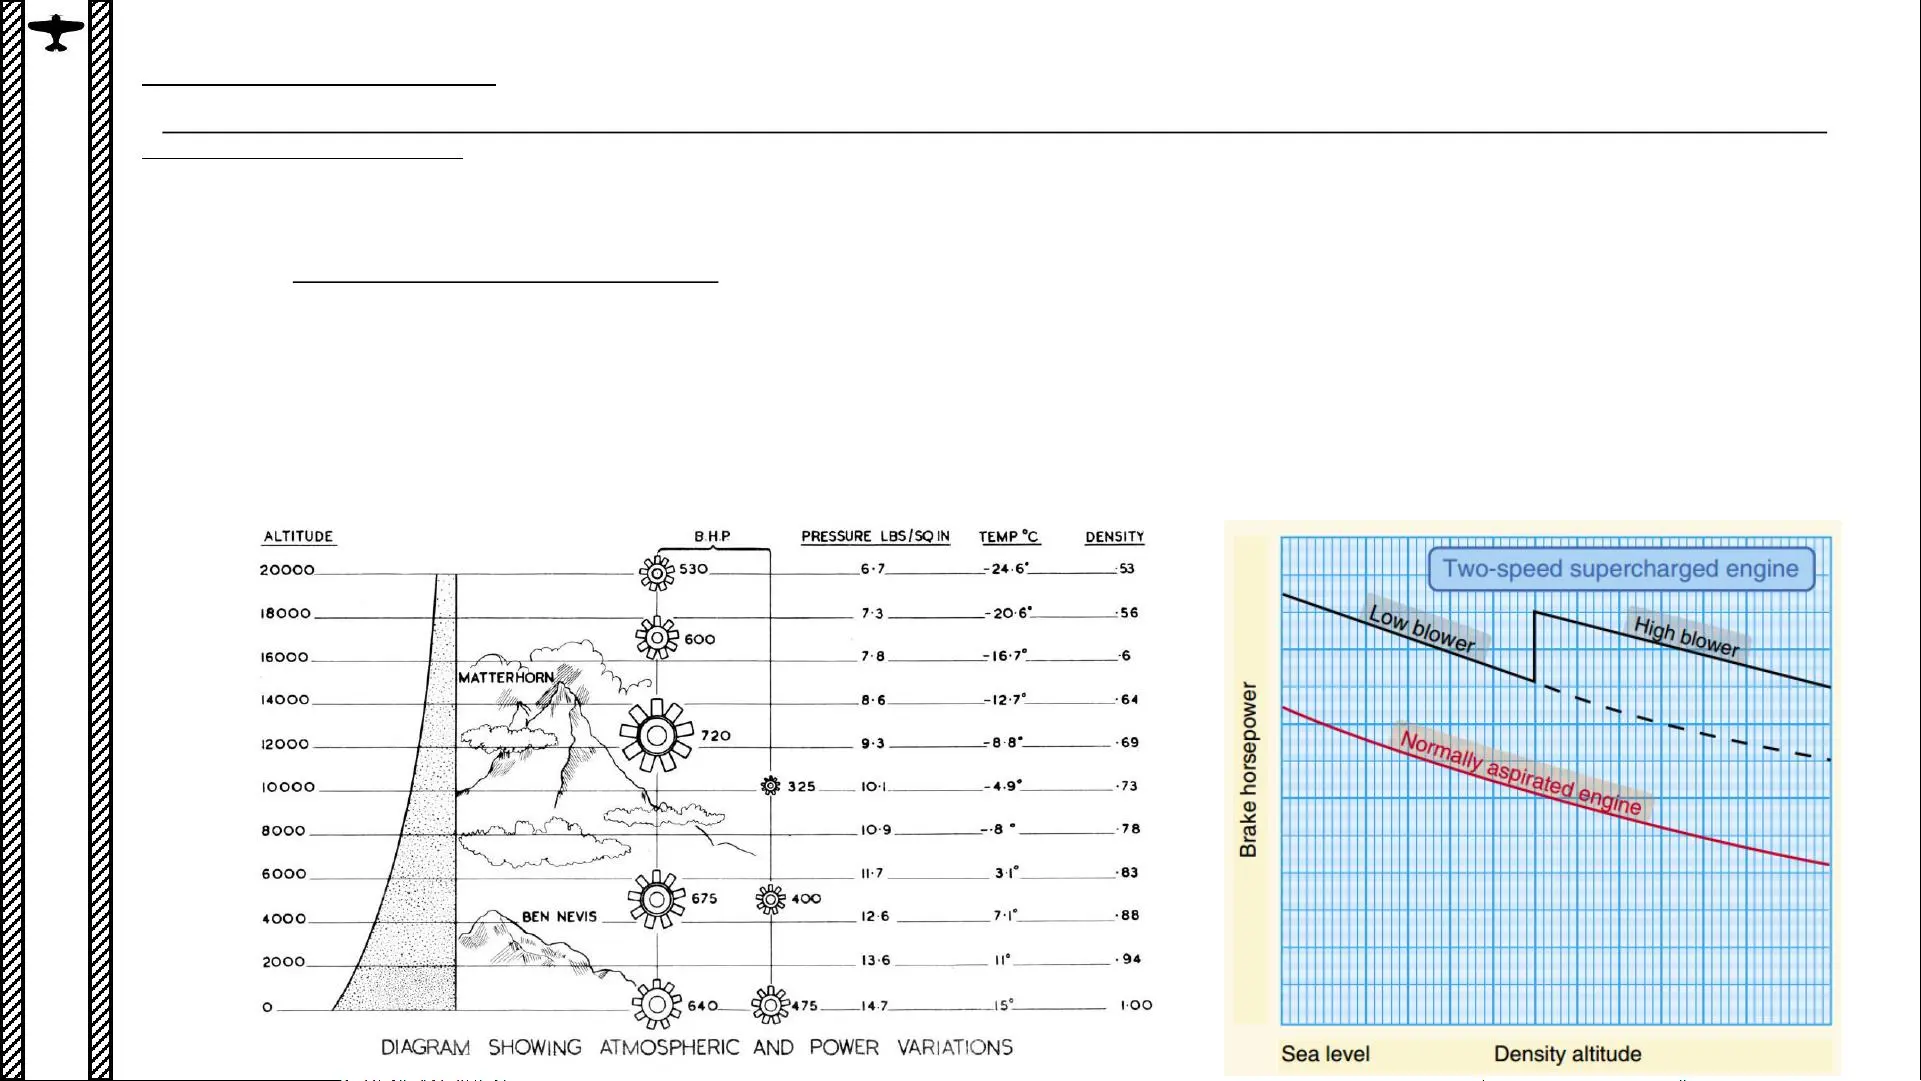 ALTITUDE B.H.P. PRESSURE LBS/SQ IN TEMP °C DENSITY
20000 530 6·7 -24·6° ·53
18000 7·3 -20·6° ·56
600
16000 7·8 -16·7° ·6
MATTERHORN
14000 8·6 -12·7° ·64
720
12000 9·3 -8·8° ·69
10000 325 10·1 -4·9° ·73
8000 10·9 -·8° ·78
6000 11·7 3·1° ·83
675 400
4000 BEN NEVIS 12·6 7·1° ·88
2000 13·6 11° ·94
0 640 475 14·7 15° 1·00
DIAGRAM SHOWING ATMOSPHERIC AND POWER VARIATIONS
Two-speed supercharged engine
Low blower
High blower
Normally aspirated engine
Brake horsepower
Sea level Density altitude